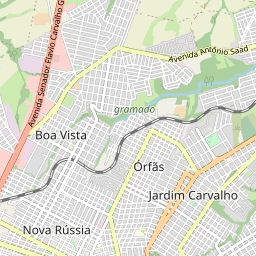 Avenida Senador Flávio Carvalho G
Avenida Antônio Saad
gramado
Boa Vista
Órfãs
Jardim Carvalho
Nova Rússia